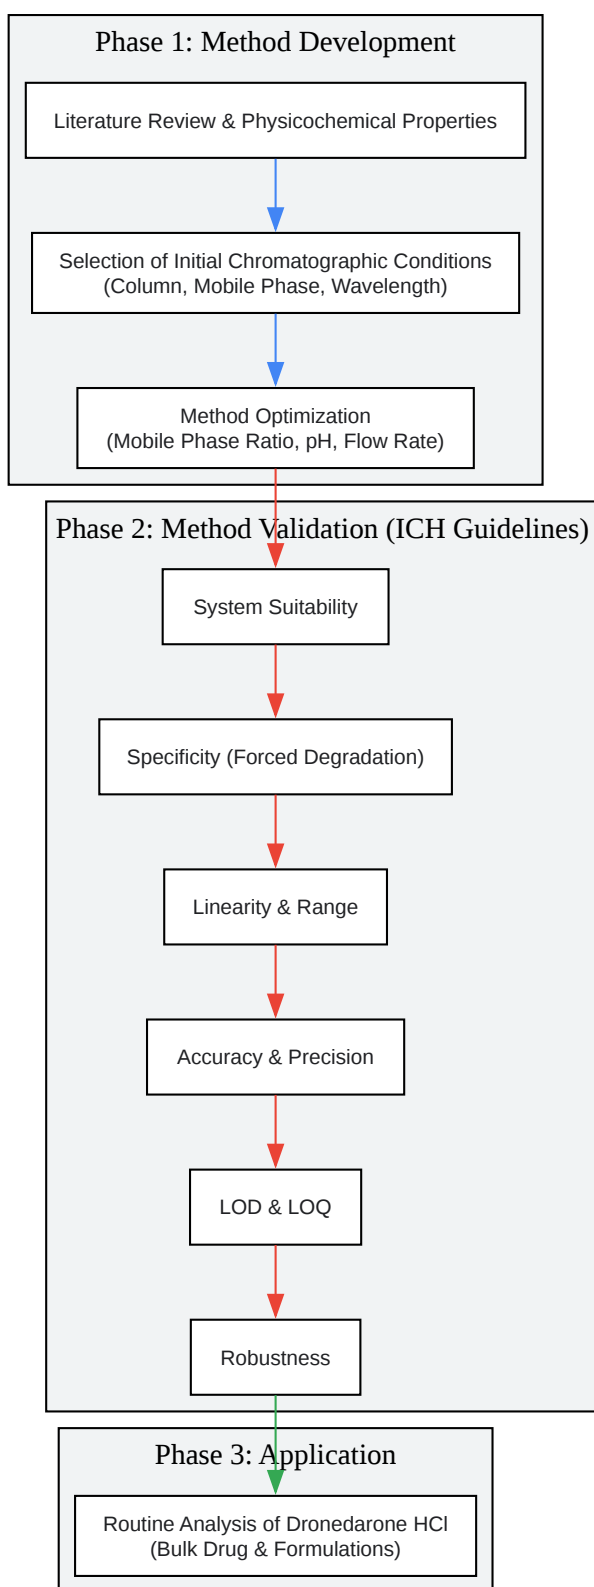 Phase 1: Method Development
Literature Review & Physicochemical Properties
Selection of Initial Chromatographic Conditions
(Column, Mobile Phase, Wavelength)
Method Optimization
(Mobile Phase Ratio, pH, Flow Rate)
Phase 2: Method Validation (ICH Guidelines)
System Suitability
Specificity (Forced Degradation)
Linearity & Range
Accuracy & Precision
LOD & LOQ
Robustness
Phase 3: Application
Routine Analysis of Dronedarone HCl
(Bulk Drug & Formulations)